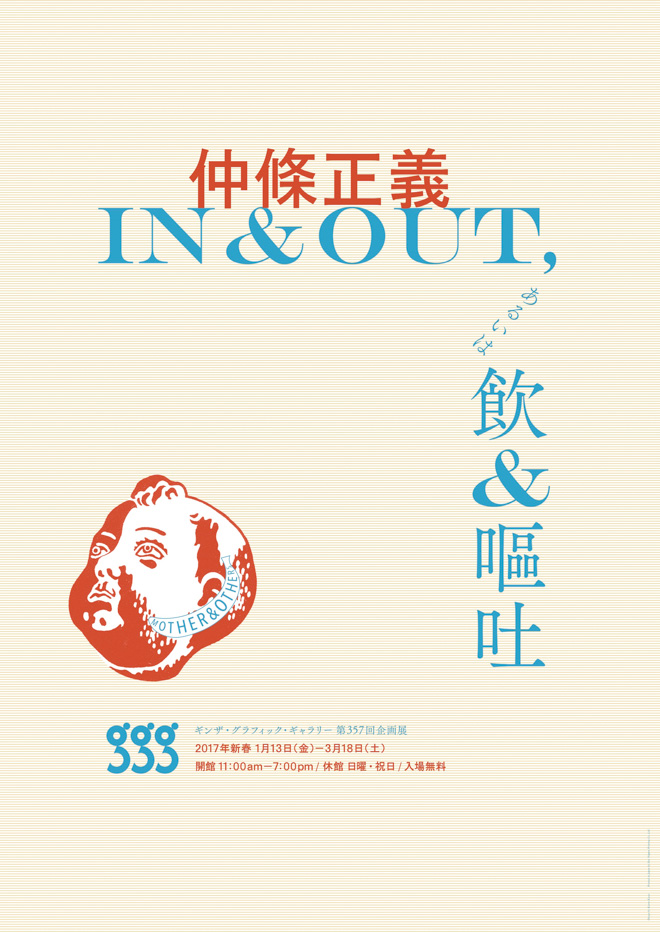 仲條正義
IN & OUT,
あるいは
飲&嘔吐
MOTHER&OTHERS
ggg
ギンザ・グラフィック・ギャラリー 第357回企画展
2017年新春 1月13日(金)—3月18日(土)
開館 11:00am—7:00pm / 休館 日曜・祝日 / 入場無料